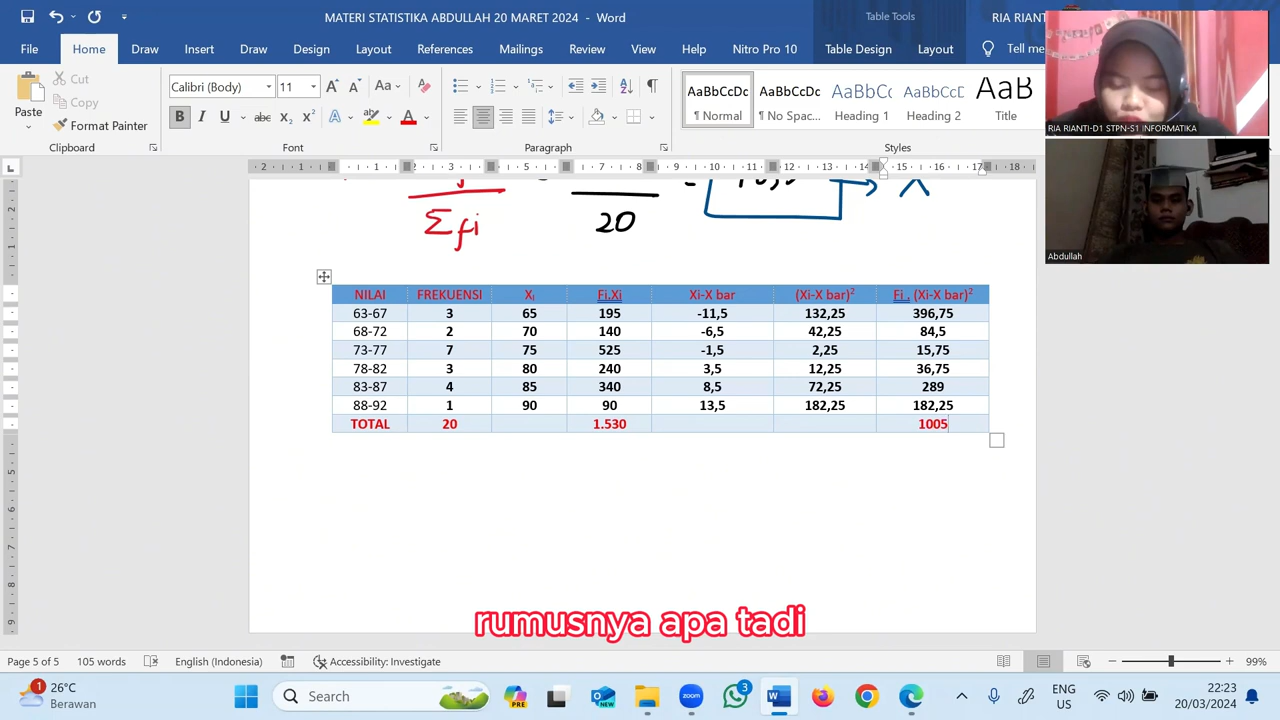 MATERI STATISTIKA ABDULLAH 20 MARET 2024 - Word
Table Tools
RIA RIANTI
File Home Draw Insert Draw Design Layout References Mailings Review View Help Nitro Pro 10 Table Design Layout Tell me
Paste
Cut
Copy
Format Painter
Clipboard
Calibri (Body) 11
Font
Paragraph
AaBbCcDc AaBbCcDc AaBbCc AaBbCcD AaB
¶ Normal ¶ No Spac... Heading 1 Heading 2 Title
Styles
RIA RIANTI-D1 STPN-S1 INFORMATIKA
Abdullah
Σfi 20
NILAI FREKUENSI Xi Fi.Xi Xi-X bar (Xi-X bar)² Fi . (Xi-X bar)²
63-67 3 65 195 -11,5 132,25 396,75
68-72 2 70 140 -6,5 42,25 84,5
73-77 7 75 525 -1,5 2,25 15,75
78-82 3 80 240 3,5 12,25 36,75
83-87 4 85 340 8,5 72,25 289
88-92 1 90 90 13,5 182,25 182,25
TOTAL 20 1.530 1005
rumusnya apa tadi
Page 5 of 5 105 words English (Indonesia) Accessibility: Investigate 99%
26°C
Berawan
Search
ENG
US
22:23
20/03/2024